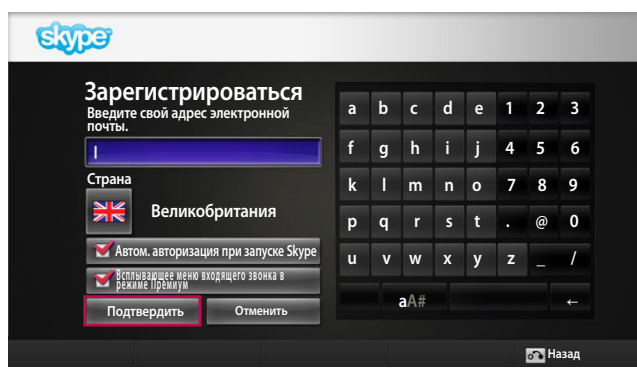 skype
Зарегистрироваться
Введите свой адрес электронной
почты.
Страна
Великобритания
Автом. авторизация при запуске Skype
Всплывающее меню входящего звонка в
режиме Премиум
Подтвердить Отменить
a b c d e 1 2 3
f g h i j 4 5 6
k l m n o 7 8 9
p q r s t . @ 0
u v w x y z _ /
aA# ←
Назад